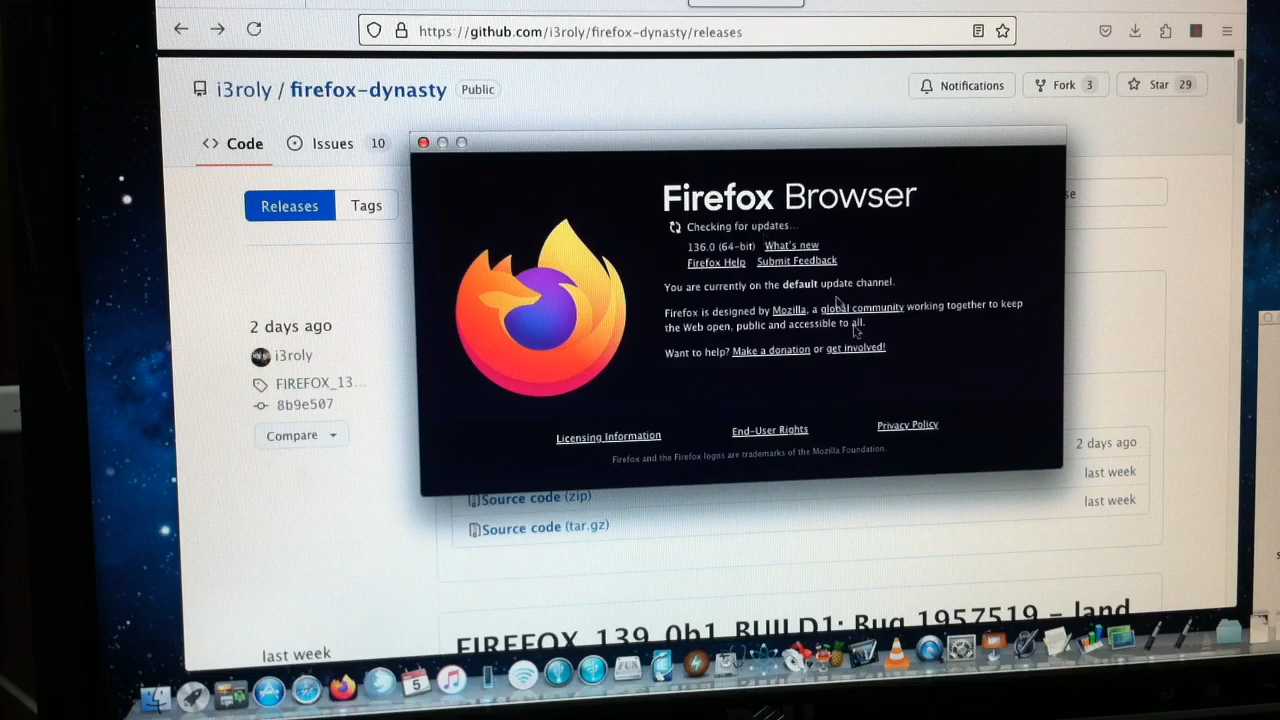 https://github.com/i3roly/firefox-dynasty/releases
i3roly / firefox-dynasty Public
Notifications
Fork 3
Star 29
Code
Issues 10
Releases
Tags
Firefox Browser
Checking for updates...
136.0 (64-bit) What's new
Firefox Help Submit Feedback
You are currently on the default update channel.
Firefox is designed by Mozilla, a global community working together to keep
the Web open, public and accessible to all.
Want to help? Make a donation or get involved!
Licensing Information
End-User Rights
Privacy Policy
Firefox and the Firefox logos are trademarks of the Mozilla Foundation.
2 days ago
i3roly
FIREFOX_13...
8b9e507
Compare
2 days ago
last week
Source code (zip)
last week
Source code (tar.gz)
FIREFOX_139_0b1_BUILD1: Bug 1957519 - land
last week
5
FUN